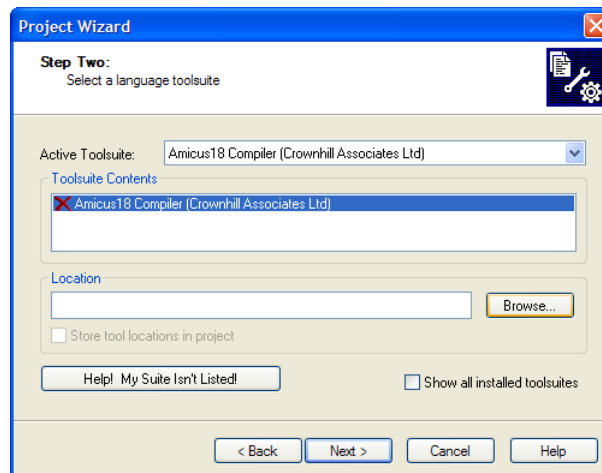 Project Wizard
Step Two:
Select a language toolsuite
Active Toolsuite: Amicus18 Compiler (Crownhill Associates Ltd)
Toolsuite Contents
Amicus18 Compiler (Crownhill Associates Ltd)
Location
Browse...
Store tool locations in project
Help! My Suite Isn't Listed! Show all installed toolsuites
< Back Next > Cancel Help